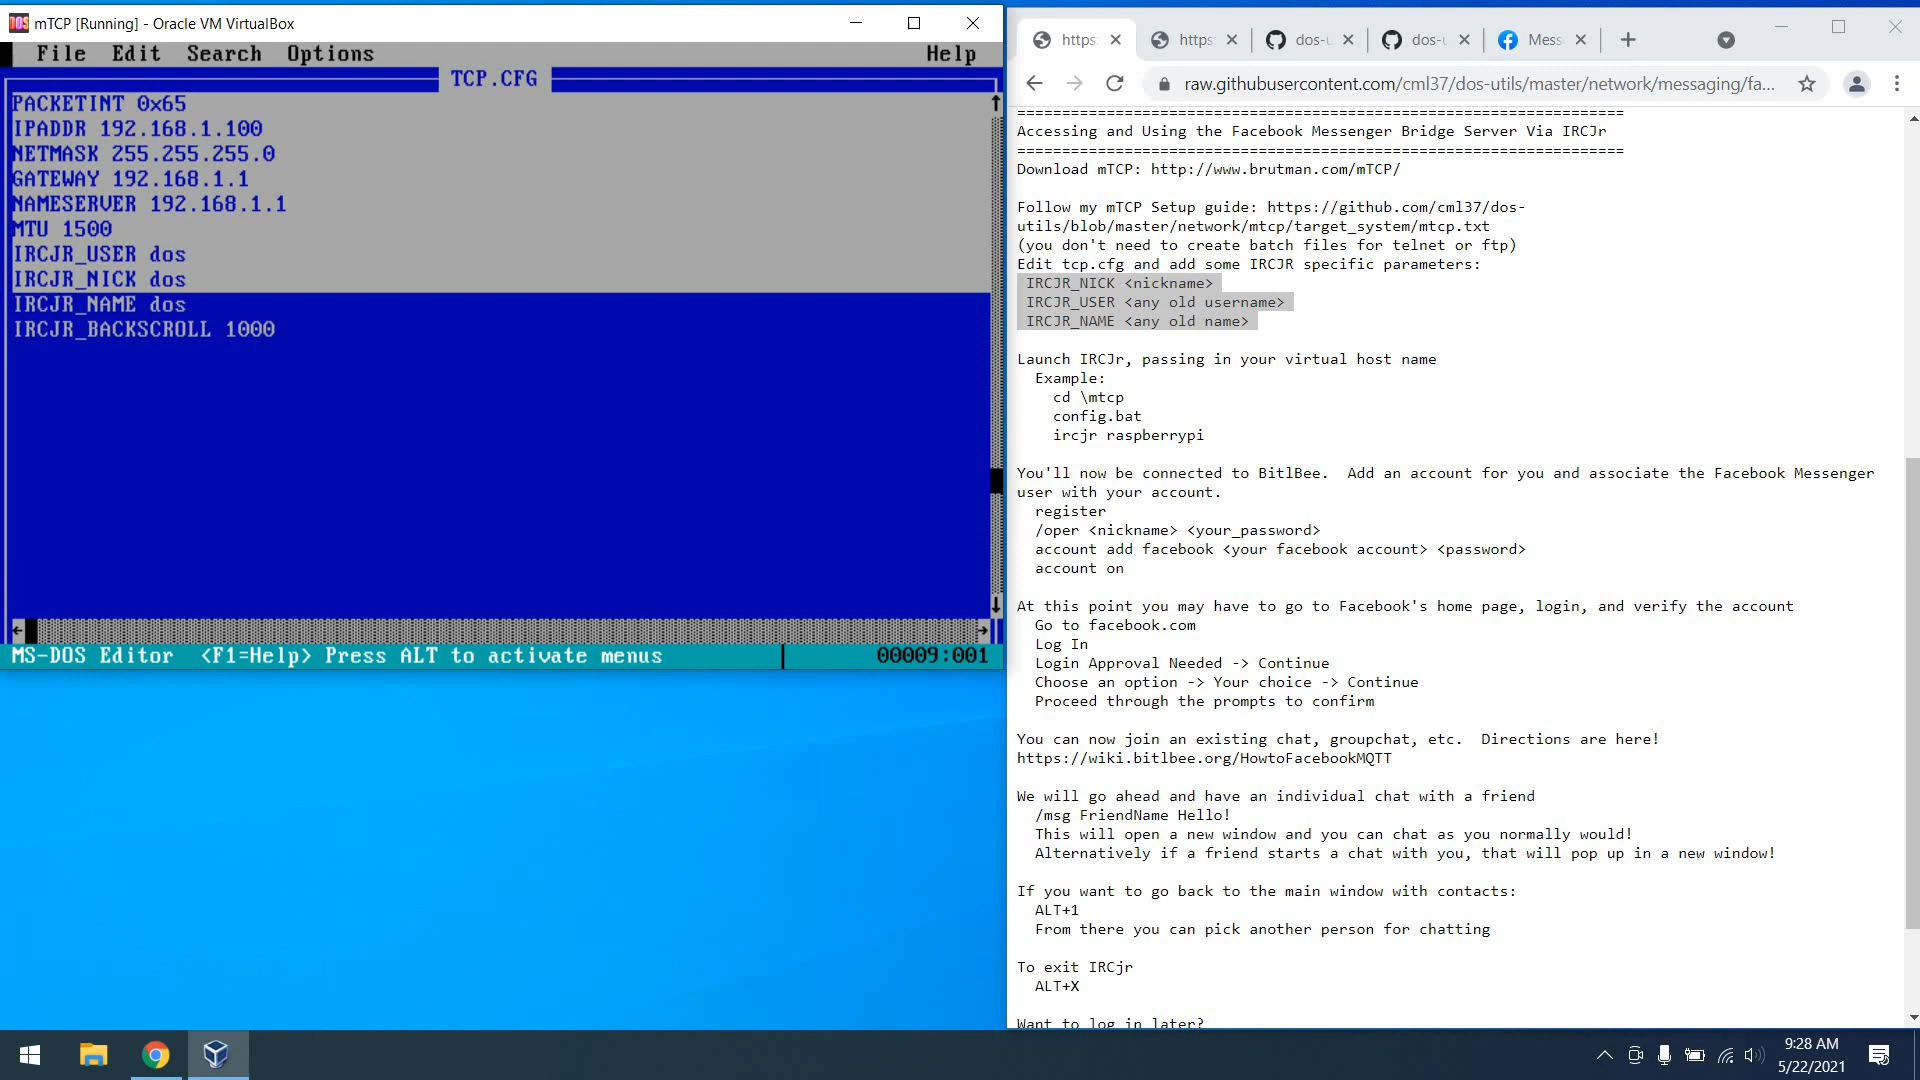 mTCP [Running] - Oracle VM VirtualBox
File Edit Search Options Help
TCP.CFG
PACKETINT 0x65
IPADDR 192.168.1.100
NETMASK 255.255.255.0
GATEWAY 192.168.1.1
NAMESERVER 192.168.1.1
MTU 1500
IRCJR_USER dos
IRCJR_NICK dos
IRCJR_NAME dos
IRCJR_BACKSCROLL 1000
MS-DOS Editor <F1=Help> Press ALT to activate menus 00009:001
https: https: dos-u dos-u Mess
raw.githubusercontent.com/cml37/dos-utils/master/network/messaging/fa...
===================================================================
Accessing and Using the Facebook Messenger Bridge Server Via IRCJr
===================================================================
Download mTCP: http://www.brutman.com/mTCP/
Follow my mTCP Setup guide: https://github.com/cml37/dos-
utils/blob/master/network/mtcp/target_system/mtcp.txt
(you don't need to create batch files for telnet or ftp)
Edit tcp.cfg and add some IRCJR specific parameters:
IRCJR_NICK <nickname>
IRCJR_USER <any old username>
IRCJR_NAME <any old name>
Launch IRCJr, passing in your virtual host name
Example:
cd \mtcp
config.bat
ircjr raspberrypi
You'll now be connected to BitlBee.  Add an account for you and associate the Facebook Messenger
user with your account.
register
/oper <nickname> <your_password>
account add facebook <your facebook account> <password>
account on
At this point you may have to go to Facebook's home page, login, and verify the account
Go to facebook.com
Log In
Login Approval Needed -> Continue
Choose an option -> Your choice -> Continue
Proceed through the prompts to confirm
You can now join an existing chat, groupchat, etc.  Directions are here!
https://wiki.bitlbee.org/HowtoFacebookMQTT
We will go ahead and have an individual chat with a friend
/msg FriendName Hello!
This will open a new window and you can chat as you normally would!
Alternatively if a friend starts a chat with you, that will pop up in a new window!
If you want to go back to the main window with contacts:
ALT+1
From there you can pick another person for chatting
To exit IRCjr
ALT+X
Want to log in later?
9:28 AM
5/22/2021